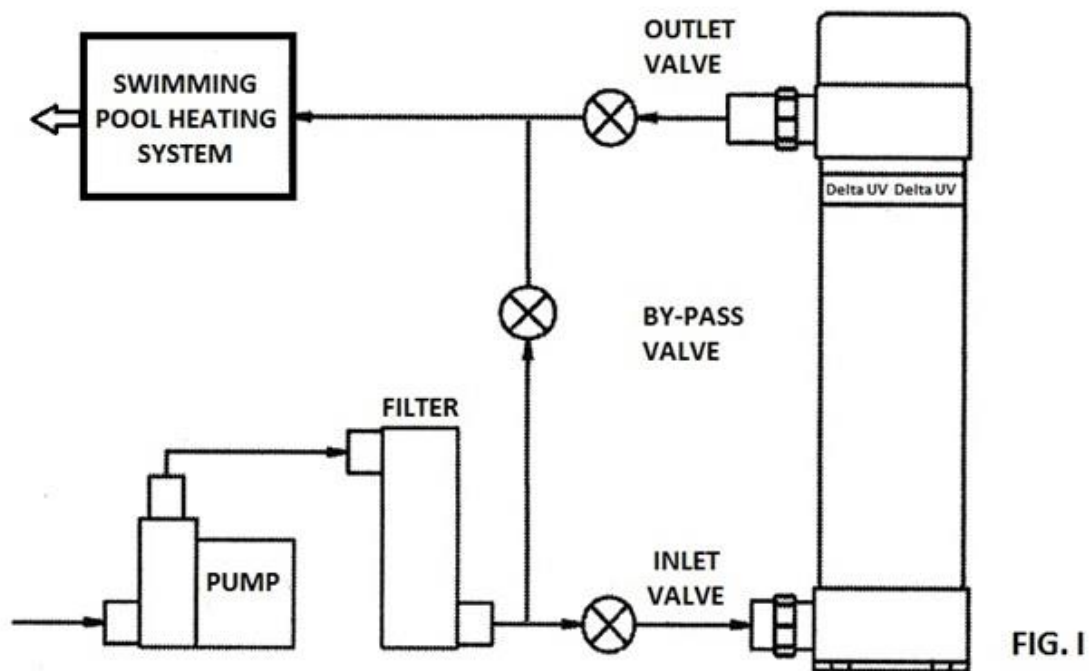 OUTLET
VALVE
SWIMMING
POOL HEATING
SYSTEM
Delta UV Delta UV
BY-PASS
VALVE
FILTER
INLET
VALVE
PUMP
FIG. I